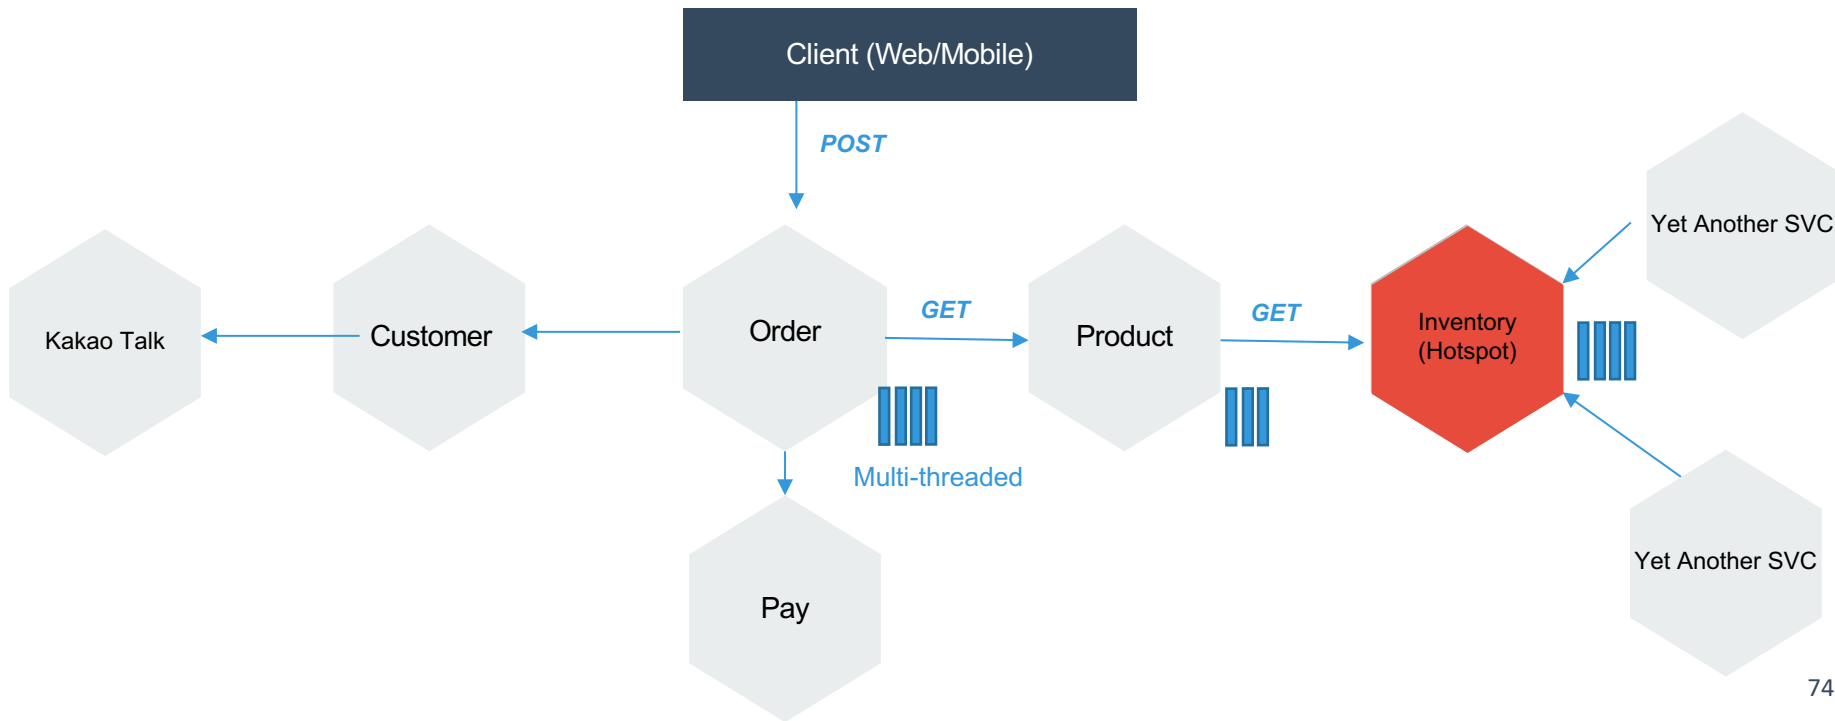 Client (Web/Mobile)
POST
Yet Another SVC
Kakao Talk
Customer
Order
GET
Product
GET
Inventory
(Hotspot)
Multi-threaded
Yet Another SVC
Pay
74